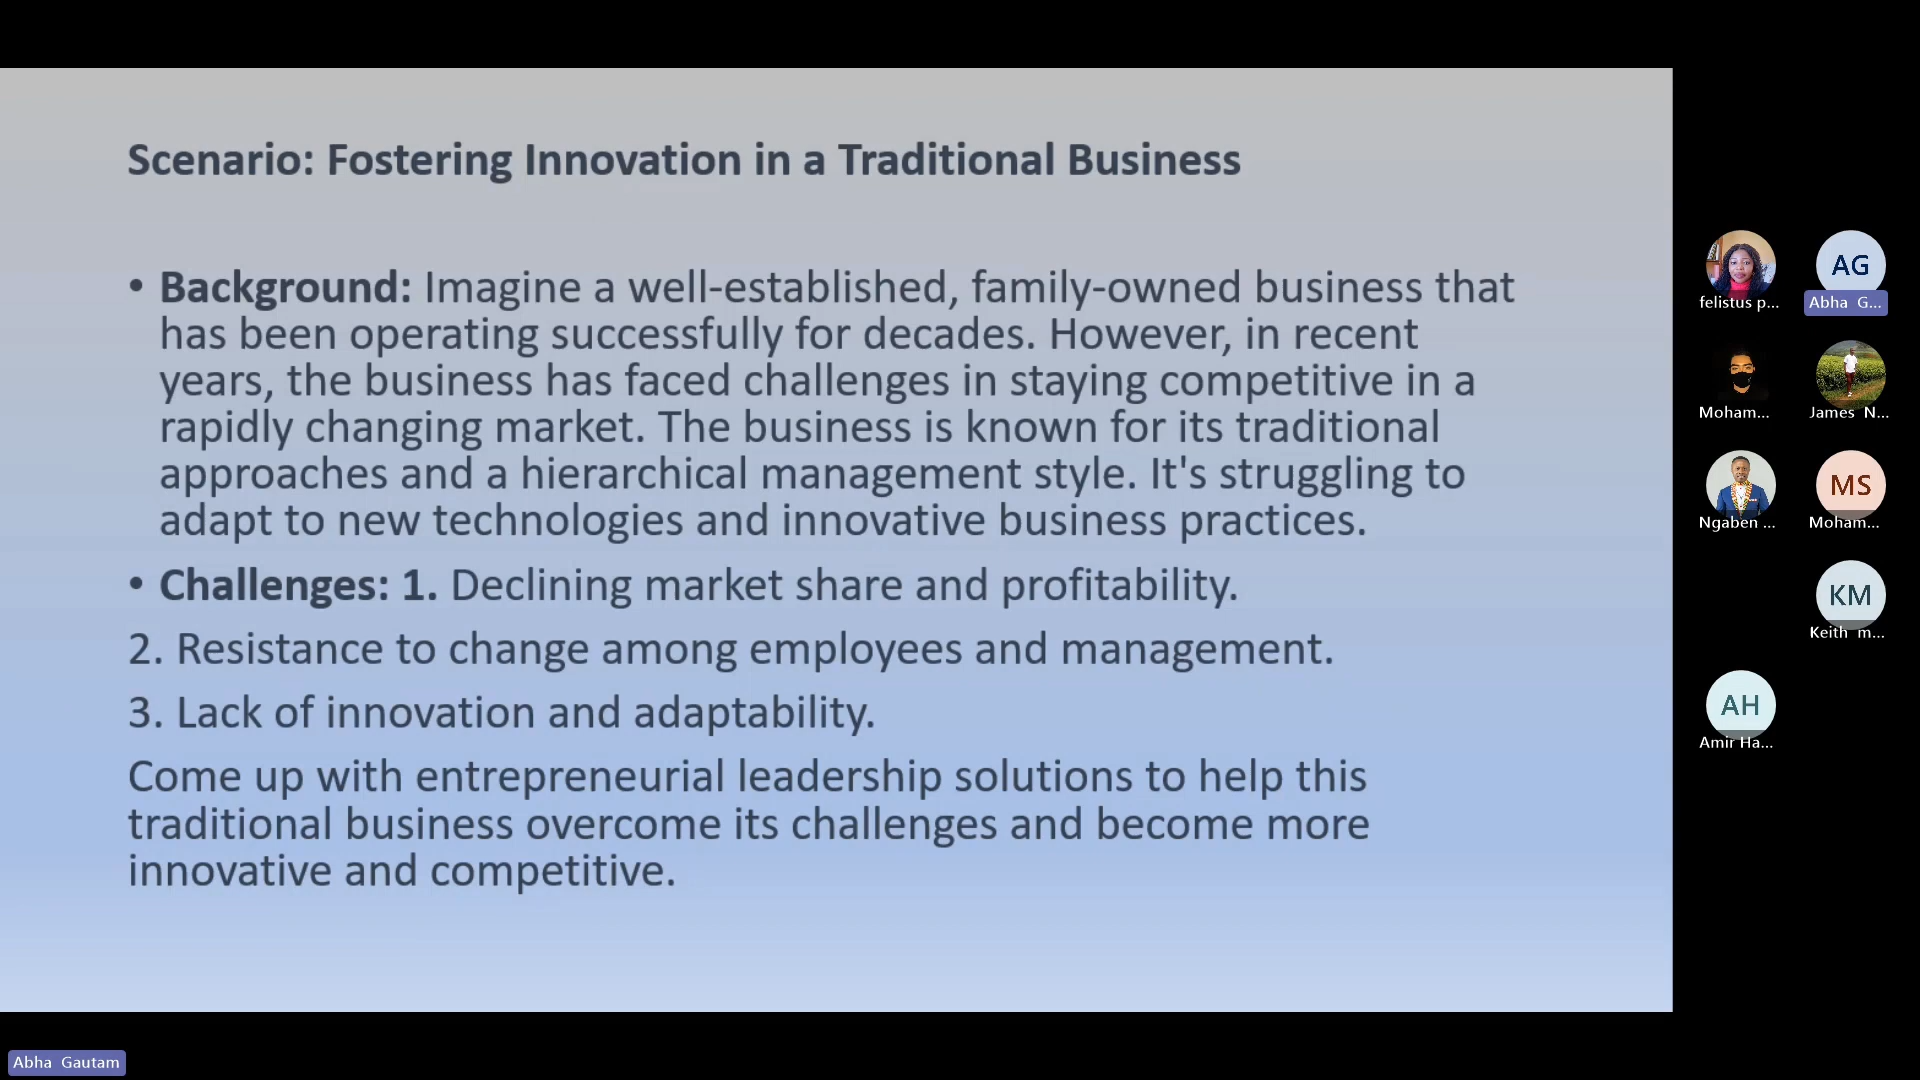 Scenario: Fostering Innovation in a Traditional Business
• Background: Imagine a well-established, family-owned business that
has been operating successfully for decades. However, in recent
years, the business has faced challenges in staying competitive in a
rapidly changing market. The business is known for its traditional
approaches and a hierarchical management style. It's struggling to
adapt to new technologies and innovative business practices.
• Challenges: 1. Declining market share and profitability.
2. Resistance to change among employees and management.
3. Lack of innovation and adaptability.
Come up with entrepreneurial leadership solutions to help this
traditional business overcome its challenges and become more
innovative and competitive.
felistus p...
AG
Abha G...
Moham...
James N...
Ngaben ...
MS
Moham...
KM
Keith m...
AH
Amir Ha...
Abha Gautam